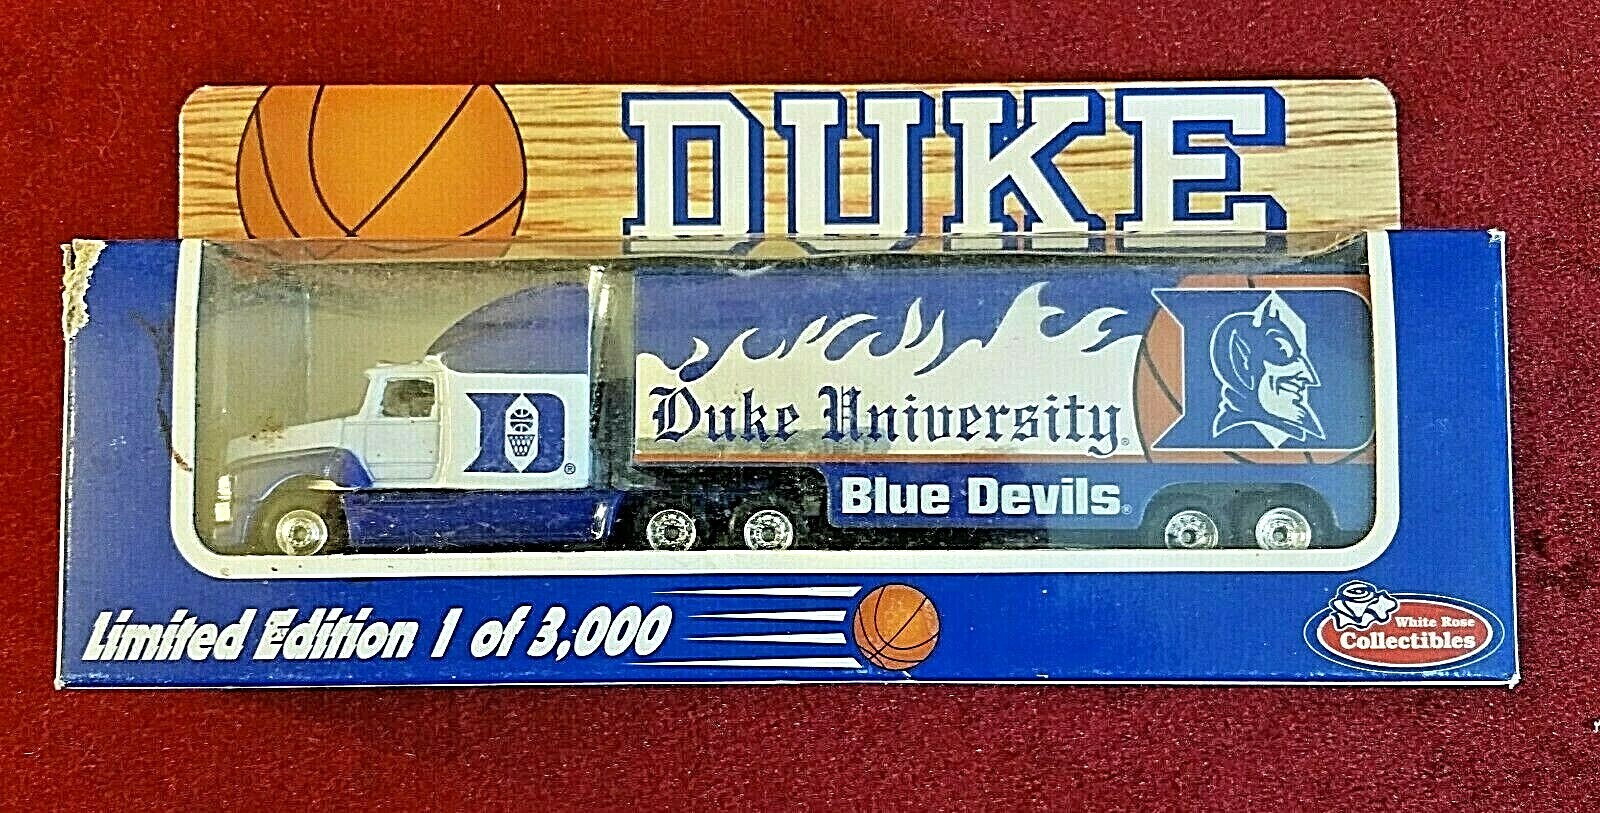 DUKE
D ®
Duke University®
Blue Devils®
Limited Edition 1 of 3,000
White Rose
Collectibles